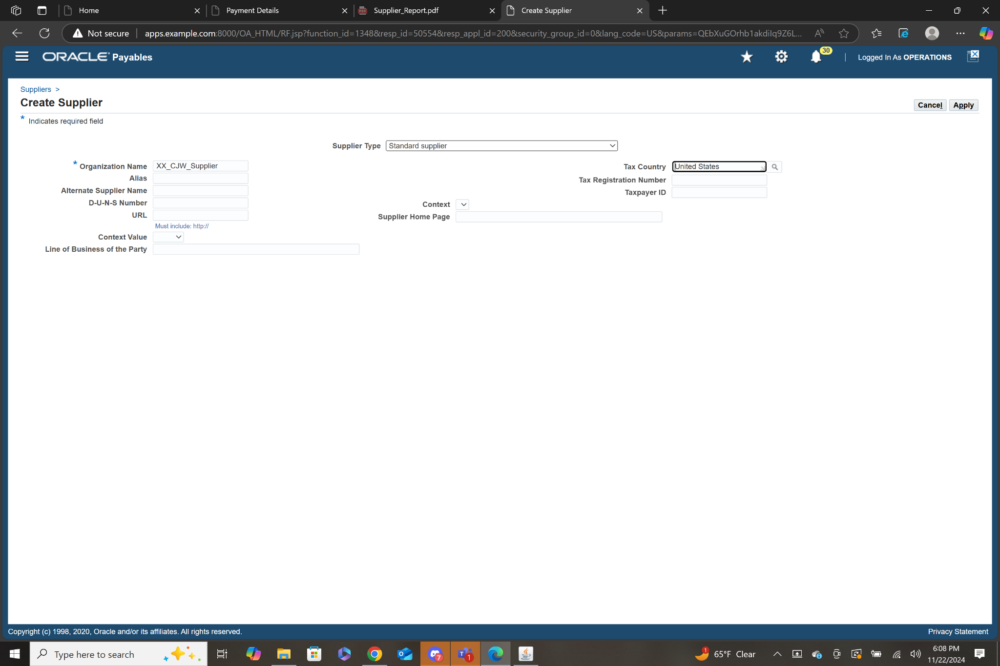 Home
Payment Details
Supplier_Report.pdf
Create Supplier
Not secure
apps.example.com:8000/OA_HTML/RF.jsp?function_id=1348&resp_id=50554&resp_appl_id=200&security_group_id=0&lang_code=US&params=QEbXuGOrhb1akdiIq9Z6L...
ORACLE Payables
30
Logged In As OPERATIONS
Suppliers >
Create Supplier
Cancel Apply
* Indicates required field
Supplier Type Standard supplier
* Organization Name XX_CJW_Supplier
Tax Country United States
Alias
Tax Registration Number
Alternate Supplier Name
Taxpayer ID
D-U-N-S Number
Context
URL
Supplier Home Page
Must include: http://
Context Value
Line of Business of the Party
Copyright (c) 1998, 2020, Oracle and/or its affiliates. All rights reserved.
Privacy Statement
Type here to search
7
1
1
65°F Clear
6:08 PM
11/22/2024